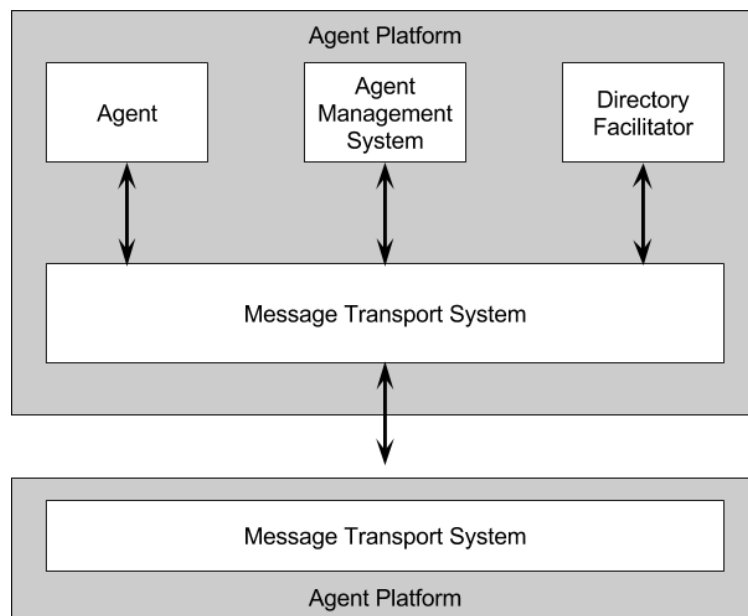 Agent Platform
Agent
Agent
Management
System
Directory
Facilitator
Message Transport System
Message Transport System
Agent Platform